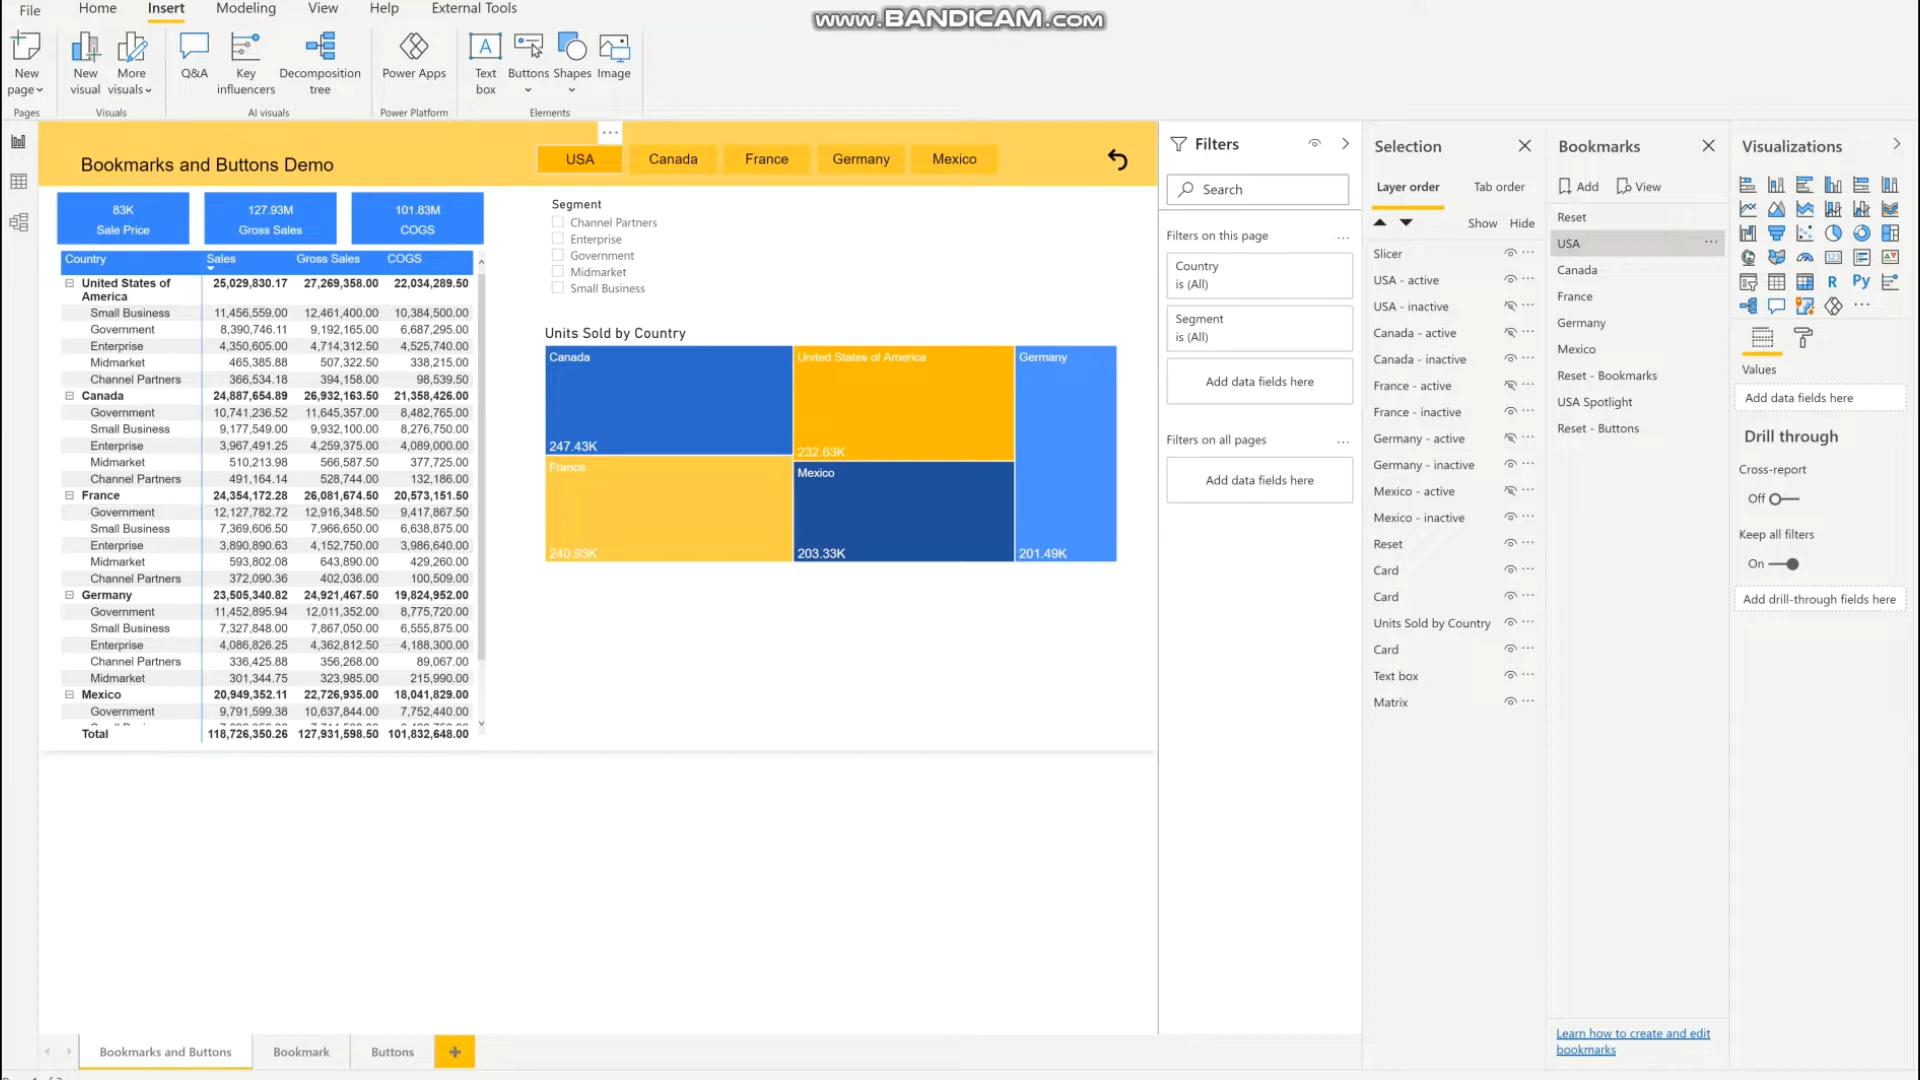 www.BANDICAM.com
File Home Insert Modeling View Help External Tools
New page
New visual
More visuals
Q&A
Key influencers
Decomposition tree
Power Apps
Text box
Buttons
Shapes
Image
Pages Visuals AI visuals Power Platform Elements
Bookmarks and Buttons Demo
USA Canada France Germany Mexico
83K
Sale Price
127.93M
Gross Sales
101.83M
COGS
Country Sales Gross Sales COGS
United States of America 25,029,830.17 27,269,358.00 22,034,289.50
Small Business 11,456,559.00 12,461,400.00 10,384,500.00
Government 8,390,746.11 9,192,165.00 6,687,295.00
Enterprise 4,350,605.00 4,714,312.50 4,525,740.00
Midmarket 465,385.88 507,322.50 338,215.00
Channel Partners 366,534.18 394,158.00 98,539.50
Canada 24,887,654.89 26,932,163.50 21,358,426.00
Government 10,741,236.52 11,645,357.00 8,482,765.00
Small Business 9,177,549.00 9,932,100.00 8,276,750.00
Enterprise 3,967,491.25 4,259,375.00 4,089,000.00
Midmarket 510,213.98 566,587.50 377,725.00
Channel Partners 491,164.14 528,744.00 132,186.00
France 24,354,172.28 26,081,674.50 20,573,151.50
Government 12,127,782.72 12,916,348.50 9,417,867.50
Small Business 7,369,606.50 7,966,650.00 6,638,875.00
Enterprise 3,890,890.63 4,152,750.00 3,986,640.00
Midmarket 593,802.08 643,890.00 429,260.00
Channel Partners 372,090.36 402,036.00 100,509.00
Germany 23,505,340.82 24,921,467.50 19,824,952.00
Government 11,452,895.94 12,011,352.00 8,775,720.00
Small Business 7,327,848.00 7,867,050.00 6,555,875.00
Enterprise 4,086,826.25 4,362,812.50 4,188,300.00
Channel Partners 336,425.88 356,268.00 89,067.00
Midmarket 301,344.75 323,985.00 215,990.00
Mexico 20,949,352.11 22,726,935.00 18,041,829.00
Government 9,791,599.38 10,637,844.00 7,752,440.00
Total 118,726,350.26 127,931,598.50 101,832,648.00
Segment
Channel Partners
Enterprise
Government
Midmarket
Small Business
Units Sold by Country
Canada
247.43K
United States of America
232.63K
Germany
201.49K
France
240.93K
Mexico
203.33K
Filters
Search
Filters on this page
Country
is (All)
Segment
is (All)
Add data fields here
Filters on all pages
Add data fields here
Selection
Layer order Tab order
Show Hide
Slicer
USA - active
USA - inactive
Canada - active
Canada - inactive
France - active
France - inactive
Germany - active
Germany - inactive
Mexico - active
Mexico - inactive
Reset
Card
Card
Units Sold by Country
Card
Text box
Matrix
Bookmarks
Add View
Reset
USA
Canada
France
Germany
Mexico
Reset - Bookmarks
USA Spotlight
Reset - Buttons
Learn how to create and edit
bookmarks
Visualizations
R Py
Values
Add data fields here
Drill through
Cross-report
Off
Keep all filters
On
Add drill-through fields here
Bookmarks and Buttons Bookmark Buttons